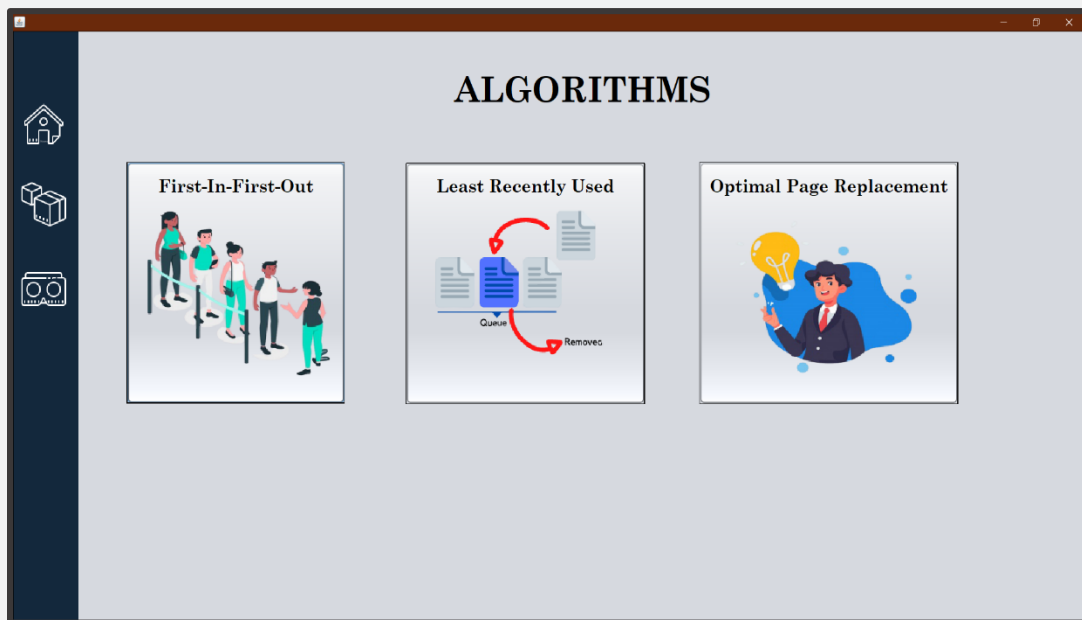 ALGORITHMS
First-In-First-Out
Least Recently Used
Optimal Page Replacement
Queue
Removed